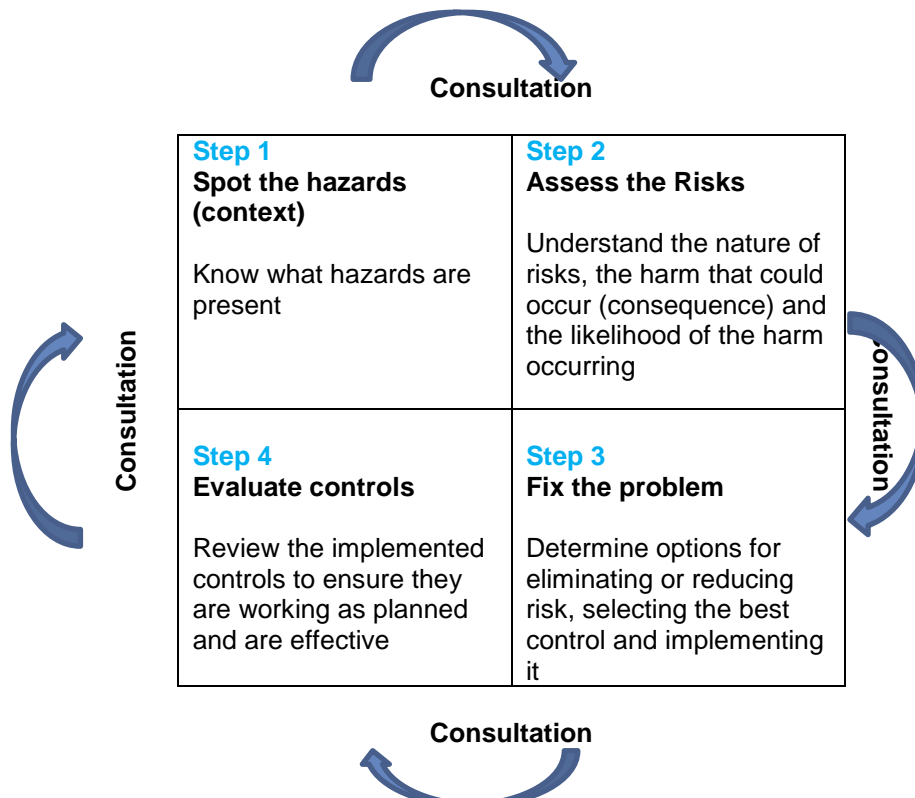 Consultation
Step 1
Spot the hazards
(context)
Know what hazards are
present
Step 2
Assess the Risks
Understand the nature of
risks, the harm that could
occur (consequence) and
the likelihood of the harm
occurring
Consultation
Consultation
Step 4
Evaluate controls
Review the implemented
controls to ensure they
are working as planned
and are effective
Step 3
Fix the problem
Determine options for
eliminating or reducing
risk, selecting the best
control and implementing
it
Consultation